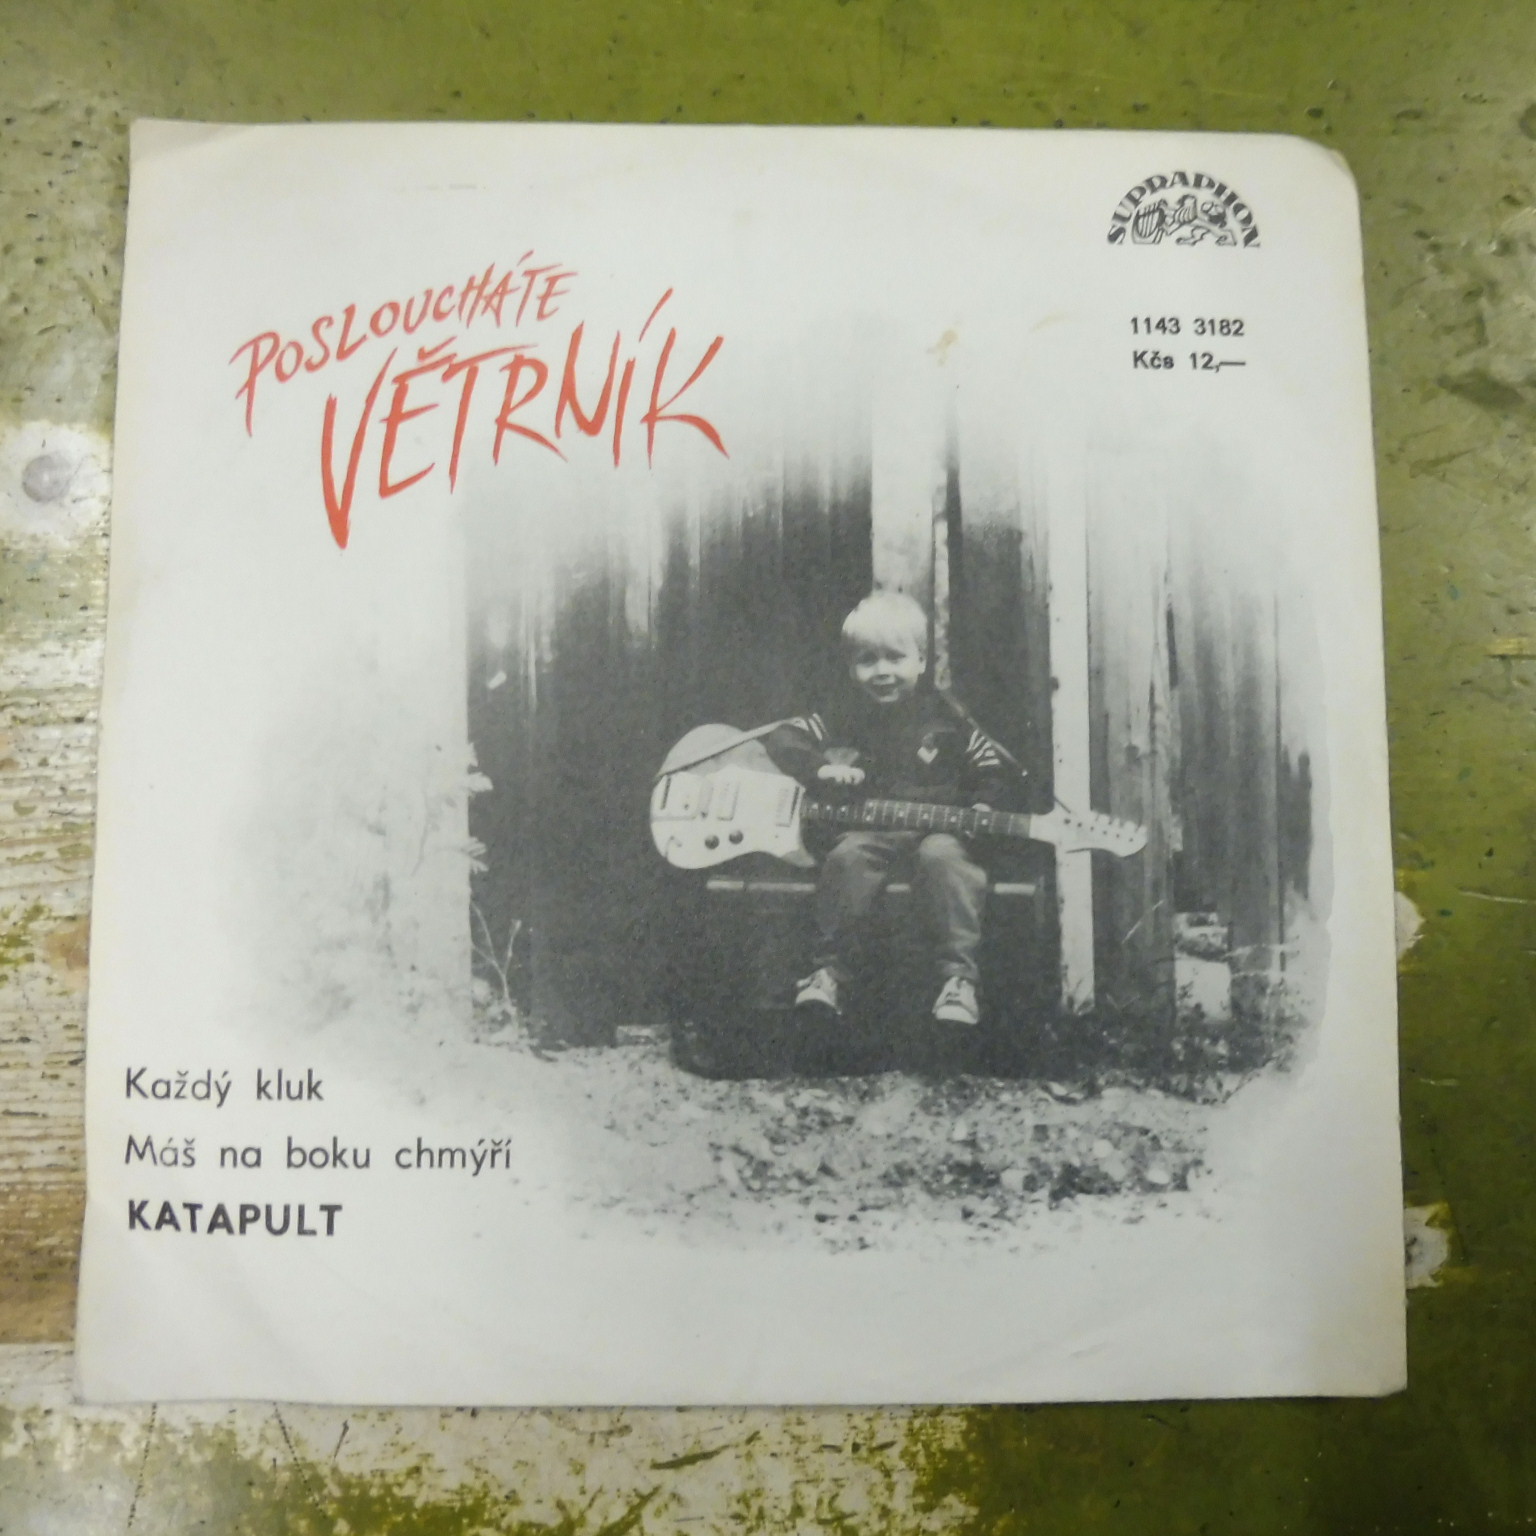 SUPRAPHON
POSLOUCHÁTE
VĚTRNÍK
1143 3182
Kčs 12,—
Každý kluk
Máš na boku chmýří
KATAPULT